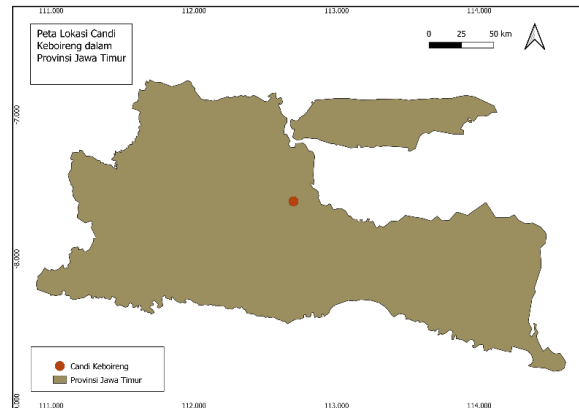 111.000 112.000 113.000 114.000
Peta Lokasi Candi
Keboireng dalam
Provinsi Jawa Timur
0 25 50 km
-7.000
-8.000
Candi Keboireng
Provinsi Jawa Timur
111.000 112.000 113.000 114.000